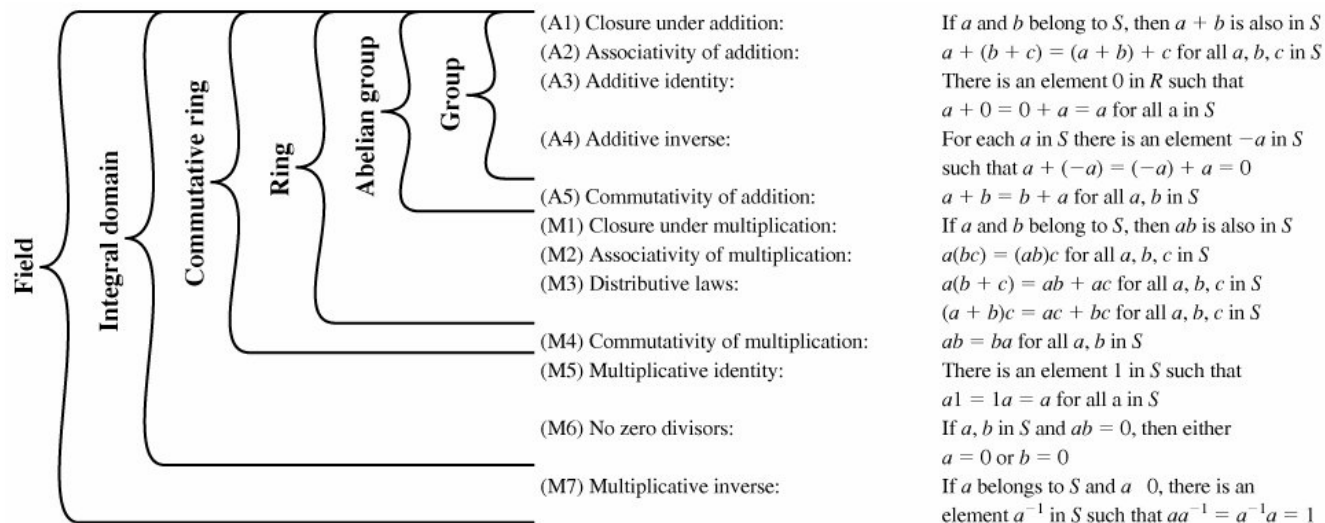 Field
Integral domain
Commutative ring
Ring
Abelian group
Group
(A1) Closure under addition: If a and b belong to S, then a + b is also in S
(A2) Associativity of addition: a + (b + c) = (a + b) + c for all a, b, c in S
(A3) Additive identity: There is an element 0 in R such that
a + 0 = 0 + a = a for all a in S
(A4) Additive inverse: For each a in S there is an element −a in S
such that a + (−a) = (−a) + a = 0
(A5) Commutativity of addition: a + b = b + a for all a, b in S
(M1) Closure under multiplication: If a and b belong to S, then ab is also in S
(M2) Associativity of multiplication: a(bc) = (ab)c for all a, b, c in S
(M3) Distributive laws: a(b + c) = ab + ac for all a, b, c in S
(a + b)c = ac + bc for all a, b, c in S
(M4) Commutativity of multiplication: ab = ba for all a, b in S
(M5) Multiplicative identity: There is an element 1 in S such that
a1 = 1a = a for all a in S
(M6) No zero divisors: If a, b in S and ab = 0, then either
a = 0 or b = 0
(M7) Multiplicative inverse: If a belongs to S and a 0, there is an
element a⁻¹ in S such that aa⁻¹ = a⁻¹a = 1